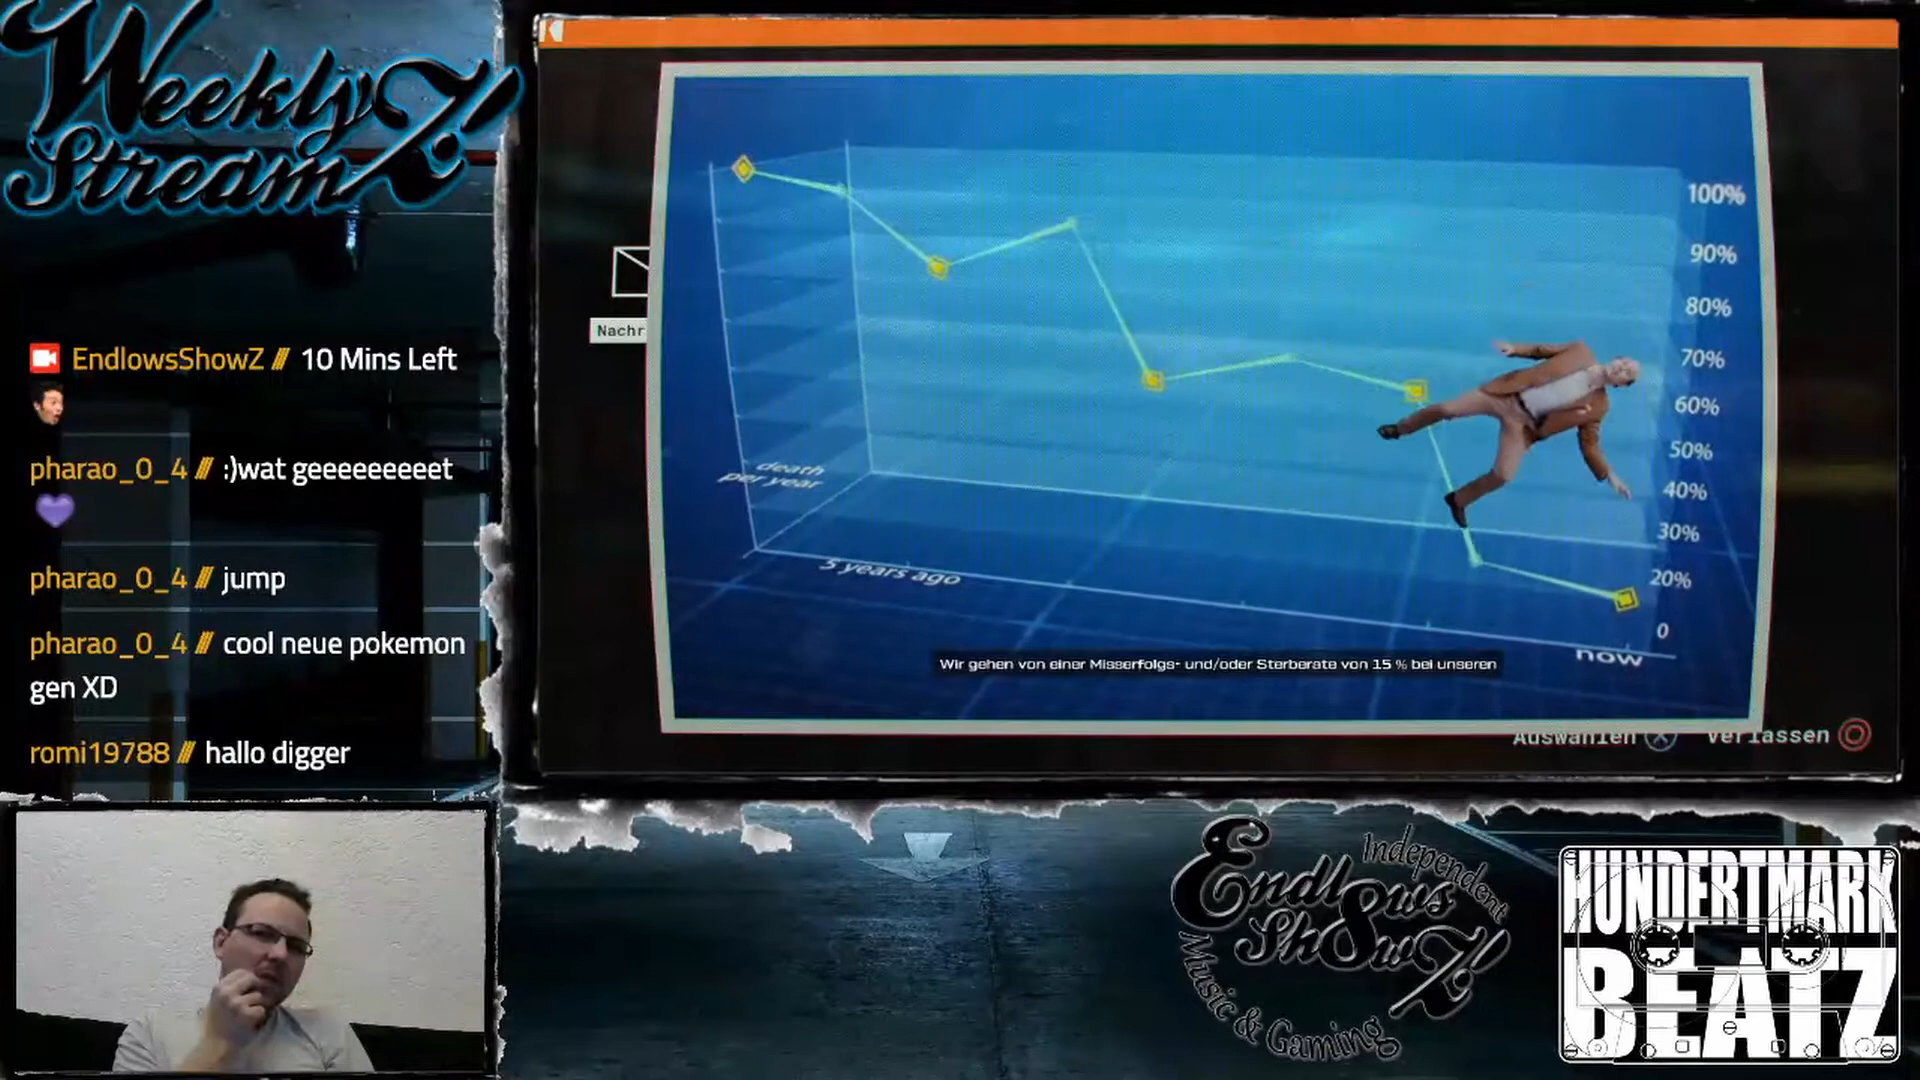 Weekly
StreamZ!
EndlowsShowZ /// 10 Mins Left
pharao_0_4 /// :)wat geeeeeeeeet
pharao_0_4 /// jump
pharao_0_4 /// cool neue pokemon
gen XD
romi19788 /// hallo digger
Nachr
100%
90%
80%
70%
60%
50%
40%
30%
20%
0
death
per year
5 years ago
now
Wir gehen von einer Misserfolgs- und/oder Sterberate von 15 % bei unseren
Auswählen
Verlassen
Independent
Endlows
ShowZ!
Music & Gaming
HUNDERTMARK
BEATZ